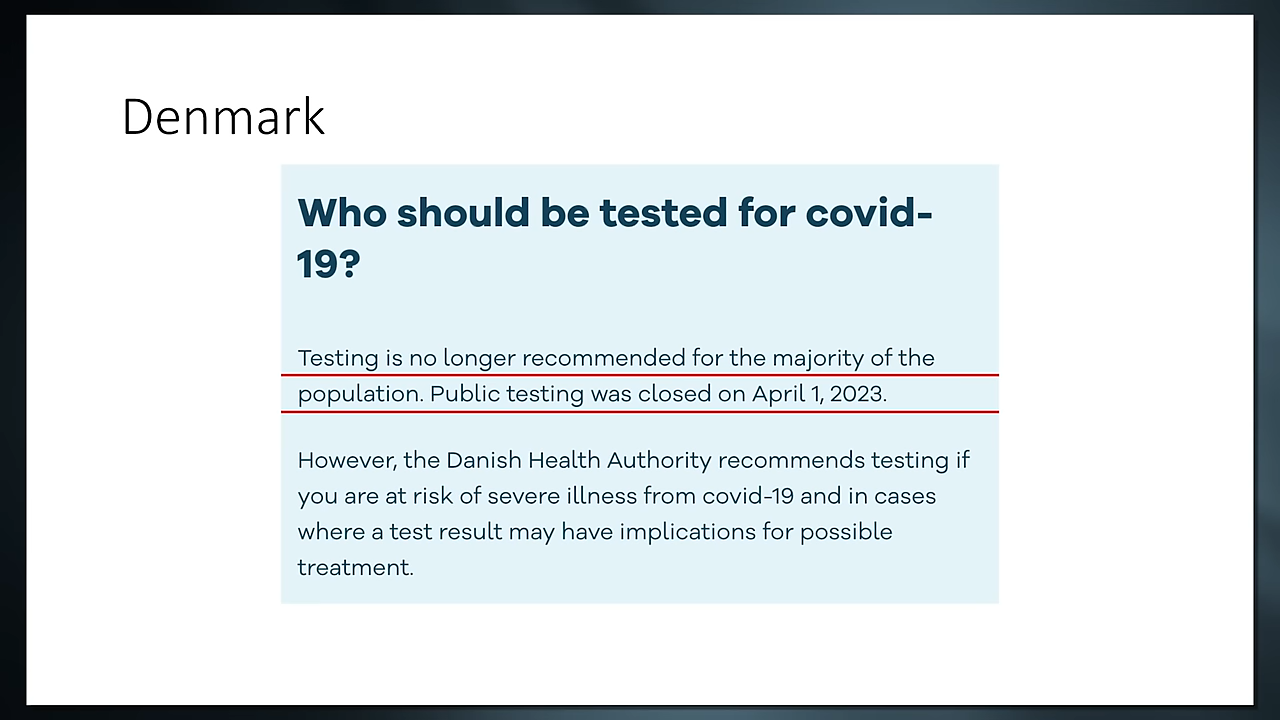 Denmark
Who should be tested for covid-
19?
Testing is no longer recommended for the majority of the
population. Public testing was closed on April 1, 2023.
However, the Danish Health Authority recommends testing if
you are at risk of severe illness from covid-19 and in cases
where a test result may have implications for possible
treatment.